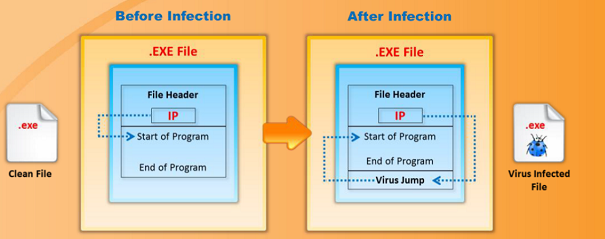 Before Infection
After Infection
.EXE File
.EXE File
File Header
IP
Start of Program
End of Program
File Header
IP
Start of Program
End of Program
Virus Jump
.exe
Clean File
.exe
Virus Infected
File